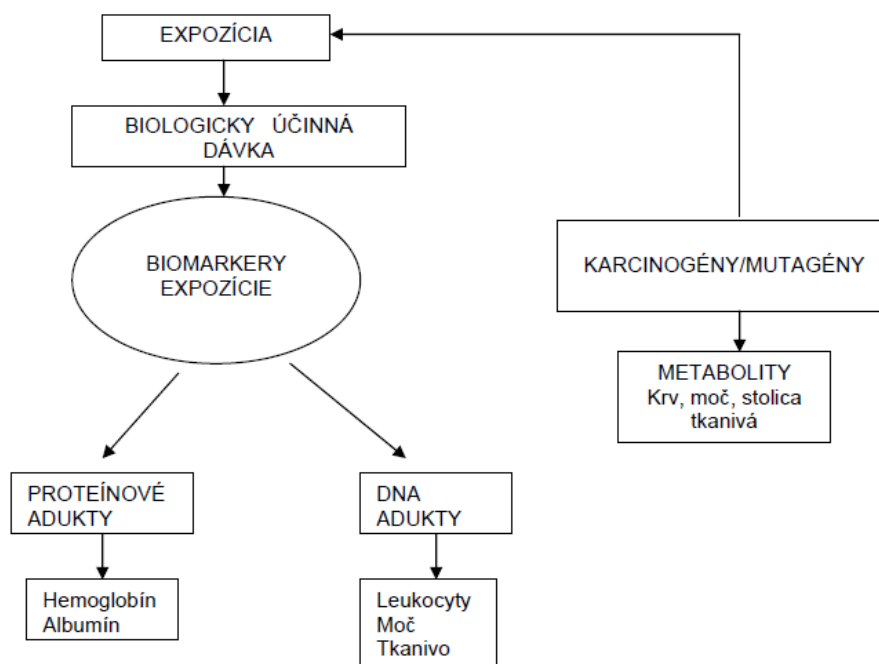 EXPOZÍCIA
BIOLOGICKY ÚČINNÁ
DÁVKA
BIOMARKERY
EXPOZÍCIE
KARCINOGÉNY/MUTAGÉNY
METABOLITY
Krv, moč, stolica
tkanivá
PROTEÍNOVÉ
ADUKTY
DNA
ADUKTY
Hemoglobín
Albumín
Leukocyty
Moč
Tkanivo